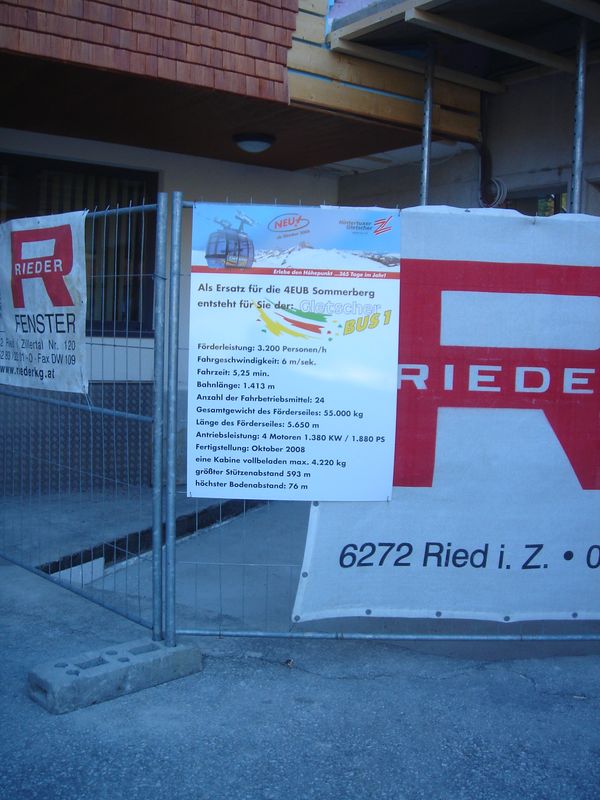 RIEDER
FENSTER
Ried i. Zillertal Nr. 120
- 0 - Fax DW 109
www.riederkg.at
NEU!
Hintertuxer
Gletscher
Erlebe den Höhepunkt ...365 Tage im Jahr!
Als Ersatz für die 4EUB Sommerberg
entsteht für Sie der: Gletscher
BUS 1
Förderleistung: 3.200 Personen/h
Fahrgeschwindigkeit: 6 m/sek.
Fahrzeit: 5,25 min.
Bahnlänge: 1.413 m
Anzahl der Fahrbetriebsmittel: 24
Gesamtgewicht des Förderseiles: 55.000 kg
Länge des Förderseiles: 5.650 m
Antriebsleistung: 4 Motoren 1.380 KW / 1.880 PS
Fertigstellung: Oktober 2008
eine Kabine vollbeladen max. 4.220 kg
größter Stützenabstand 593 m
höchster Bodenabstand: 76 m
RIEDE
6272 Ried i. Z. • 0